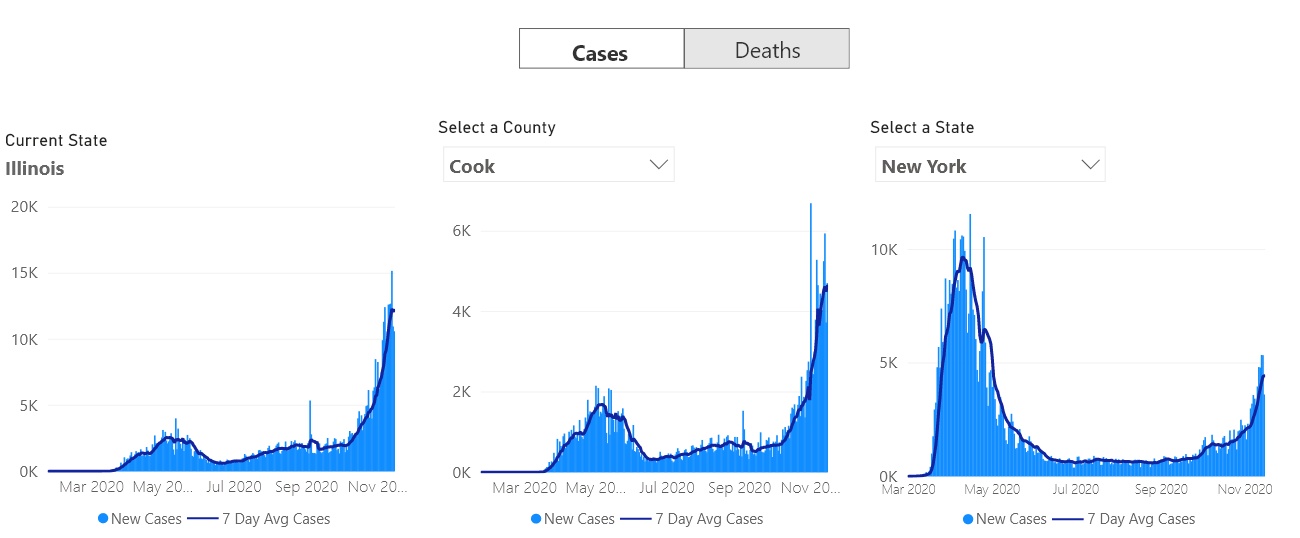 Cases
Deaths
Current State
Illinois
20K
15K
10K
5K
0K
Mar 2020 May 20... Jul 2020 Sep 2020 Nov 20...
New Cases 7 Day Avg Cases
Select a County
Cook
6K
4K
2K
0K
Mar 2020 May 20... Jul 2020 Sep 2020 Nov 20...
New Cases 7 Day Avg Cases
Select a State
New York
10K
5K
0K
Mar 2020 May 2020 Jul 2020 Sep 2020 Nov 2020
New Cases 7 Day Avg Cases